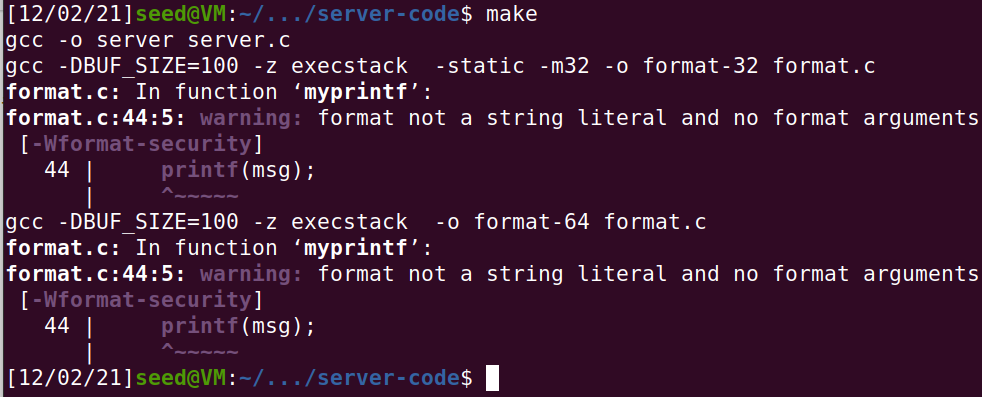 [12/02/21]seed@VM:~/.../server-code$ make
gcc -o server server.c
gcc -DBUF_SIZE=100 -z execstack  -static -m32 -o format-32 format.c
format.c: In function ‘myprintf’:
format.c:44:5: warning: format not a string literal and no format arguments
 [-Wformat-security]
   44 |     printf(msg);
      |     ^~~~~~
gcc -DBUF_SIZE=100 -z execstack  -o format-64 format.c
format.c: In function ‘myprintf’:
format.c:44:5: warning: format not a string literal and no format arguments
 [-Wformat-security]
   44 |     printf(msg);
      |     ^~~~~~
[12/02/21]seed@VM:~/.../server-code$